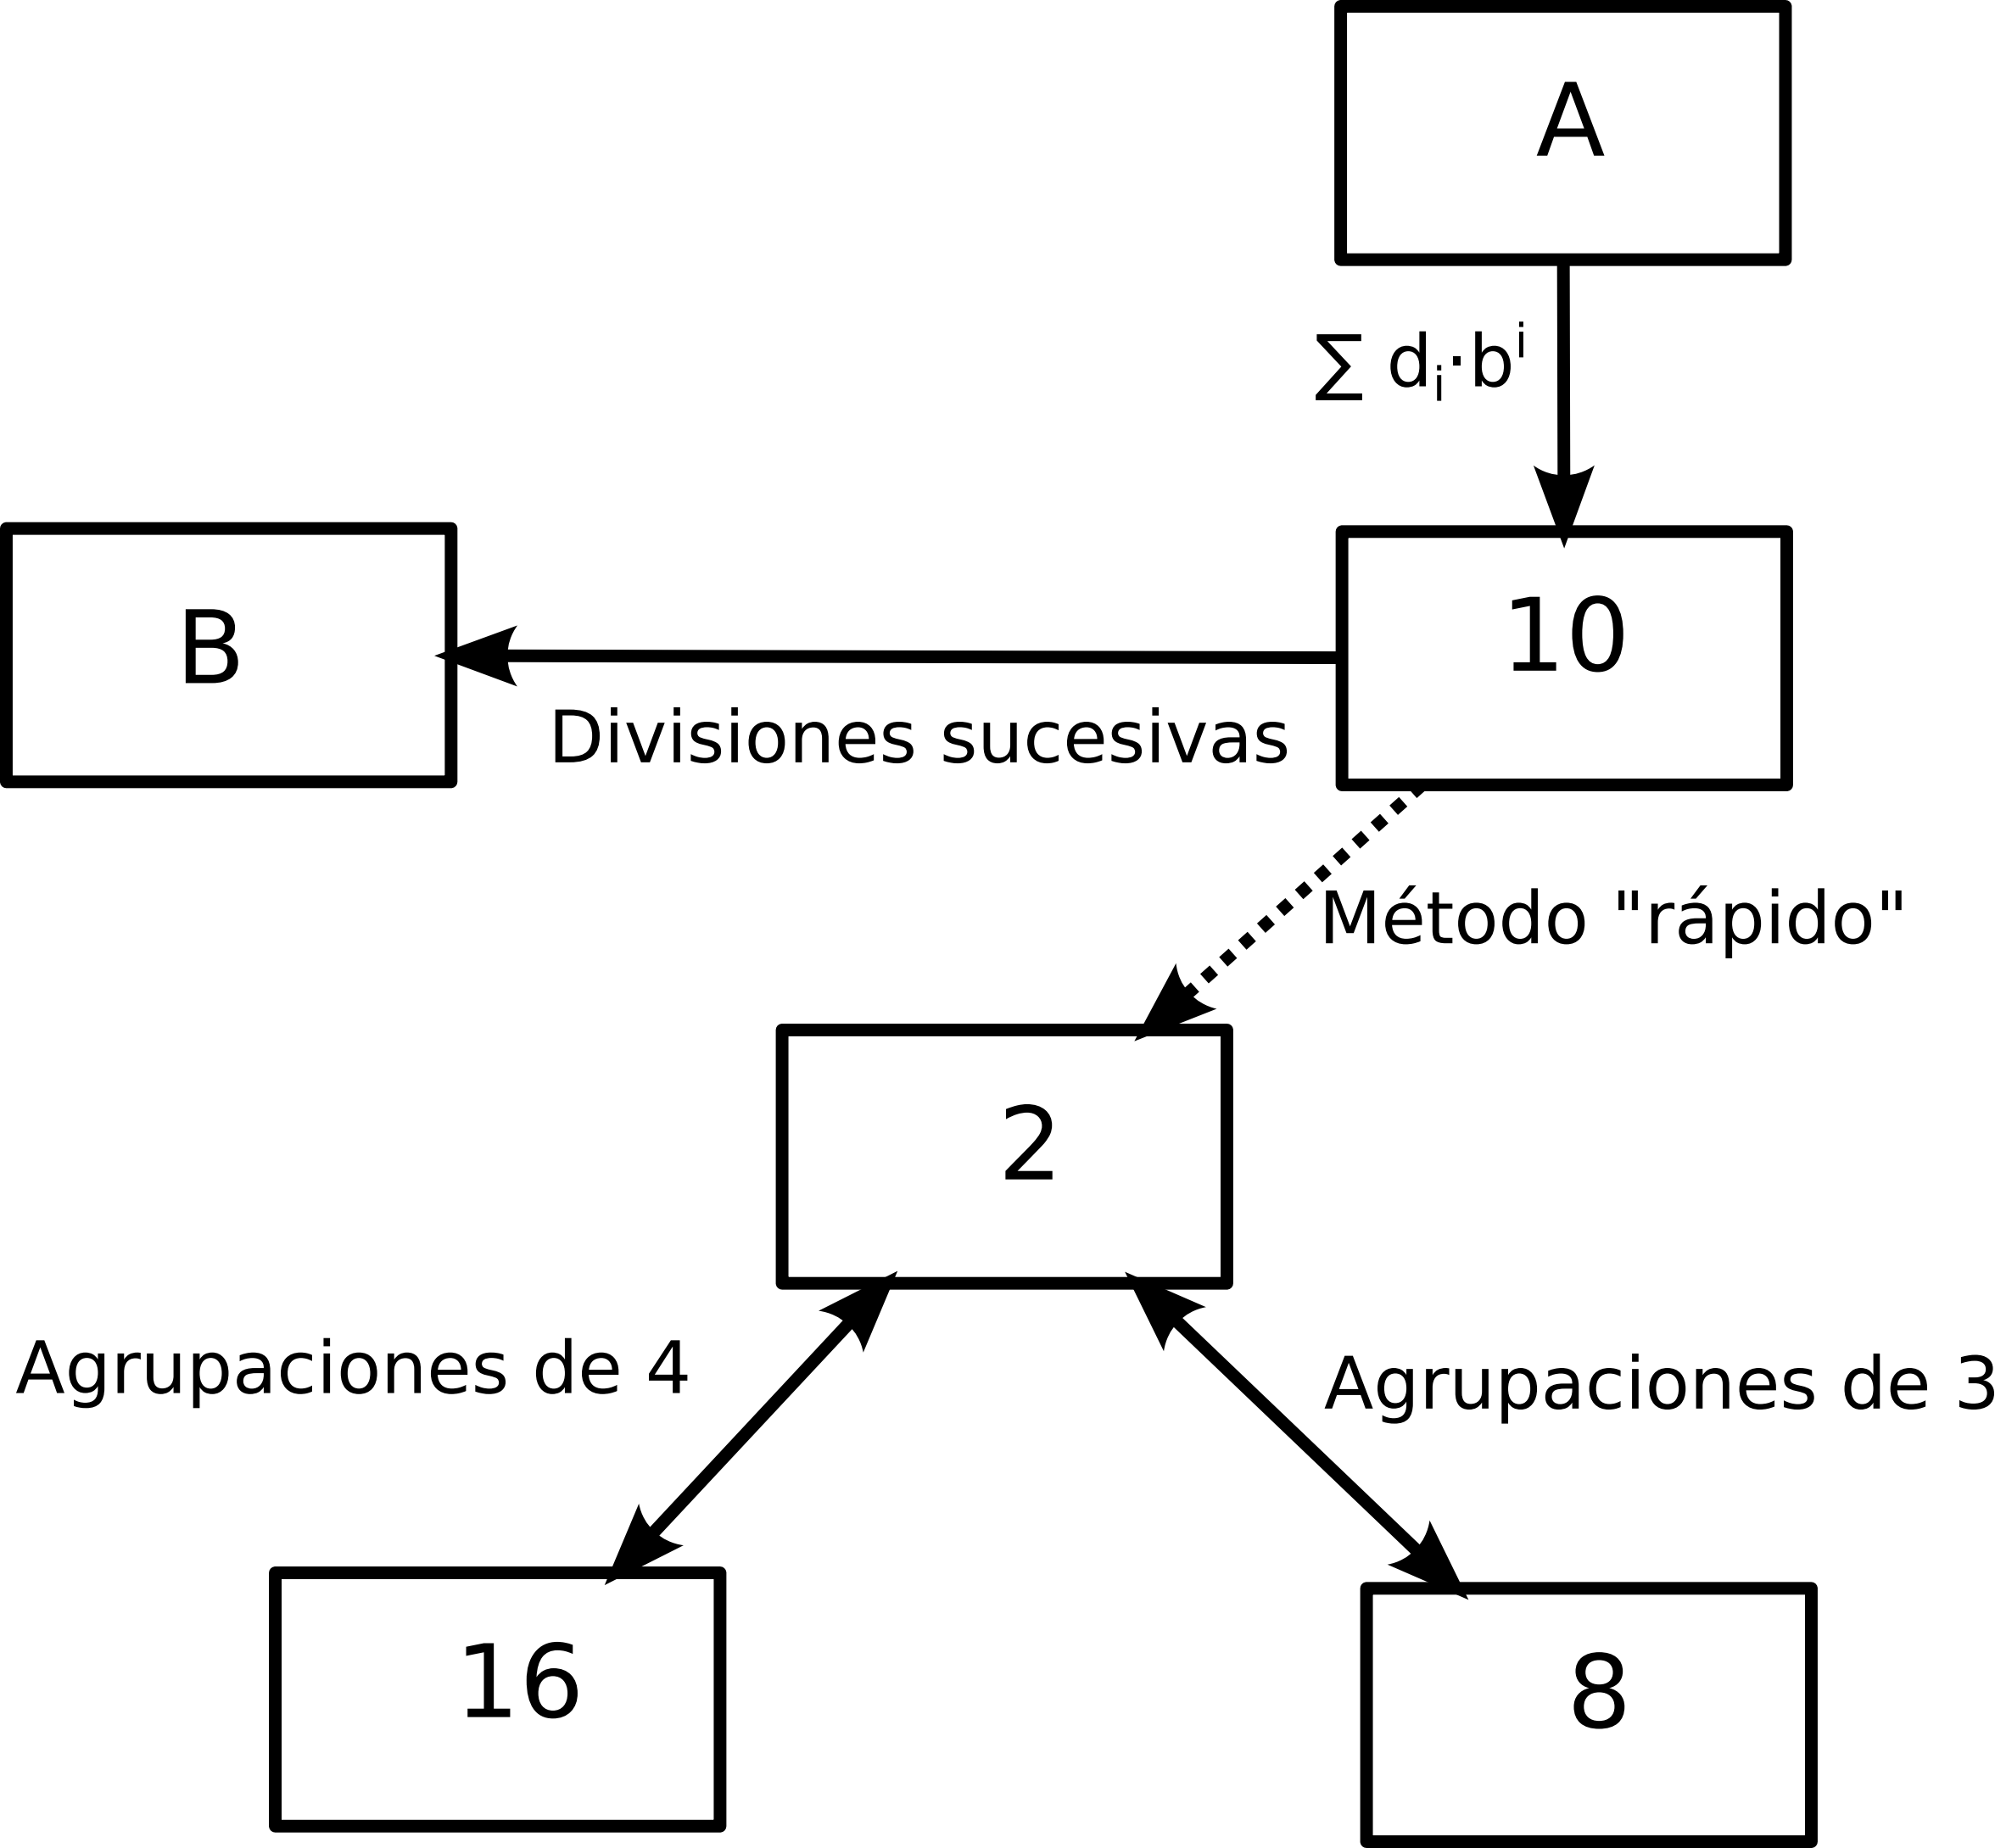 A
∑ dᵢ·bⁱ
B
10
Divisiones sucesivas
Método "rápido"
2
Agrupaciones de 4
Agrupaciones de 3
16
8